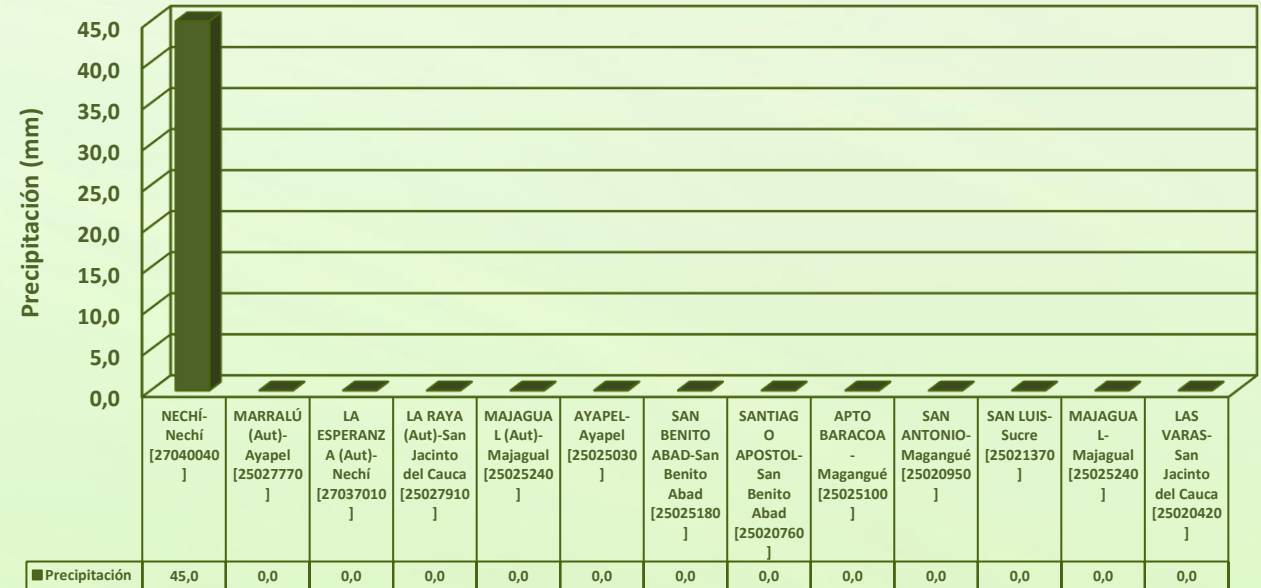 Precipitación (mm)
45,0
40,0
35,0
30,0
25,0
20,0
15,0
10,0
5,0
0,0
NECHÍ-
Nechí
[27040040
]
MARRALÚ
(Aut)-
Ayapel
[25027770
]
LA
ESPERANZ
A (Aut)-
Nechí
[27037010
]
LA RAYA
(Aut)-San
Jacinto
del Cauca
[25027910
]
MAJAGUA
L (Aut)-
Majagual
[25025240
]
AYAPEL-
Ayapel
[25025030
]
SAN
BENITO
ABAD-San
Benito
Abad
[25025180
]
SANTIAG
O
APOSTOL-
San
Benito
Abad
[25020760
]
APTO
BARACOA
-
Magangué
[25025100
]
SAN
ANTONIO-
Magangué
[25020950
]
SAN LUIS-
Sucre
[25021370
]
MAJAGUA
L-
Majagual
[25025240
]
LAS
VARAS-
San
Jacinto
del Cauca
[25020420
]
Precipitación 45,0 0,0 0,0 0,0 0,0 0,0 0,0 0,0 0,0 0,0 0,0 0,0 0,0